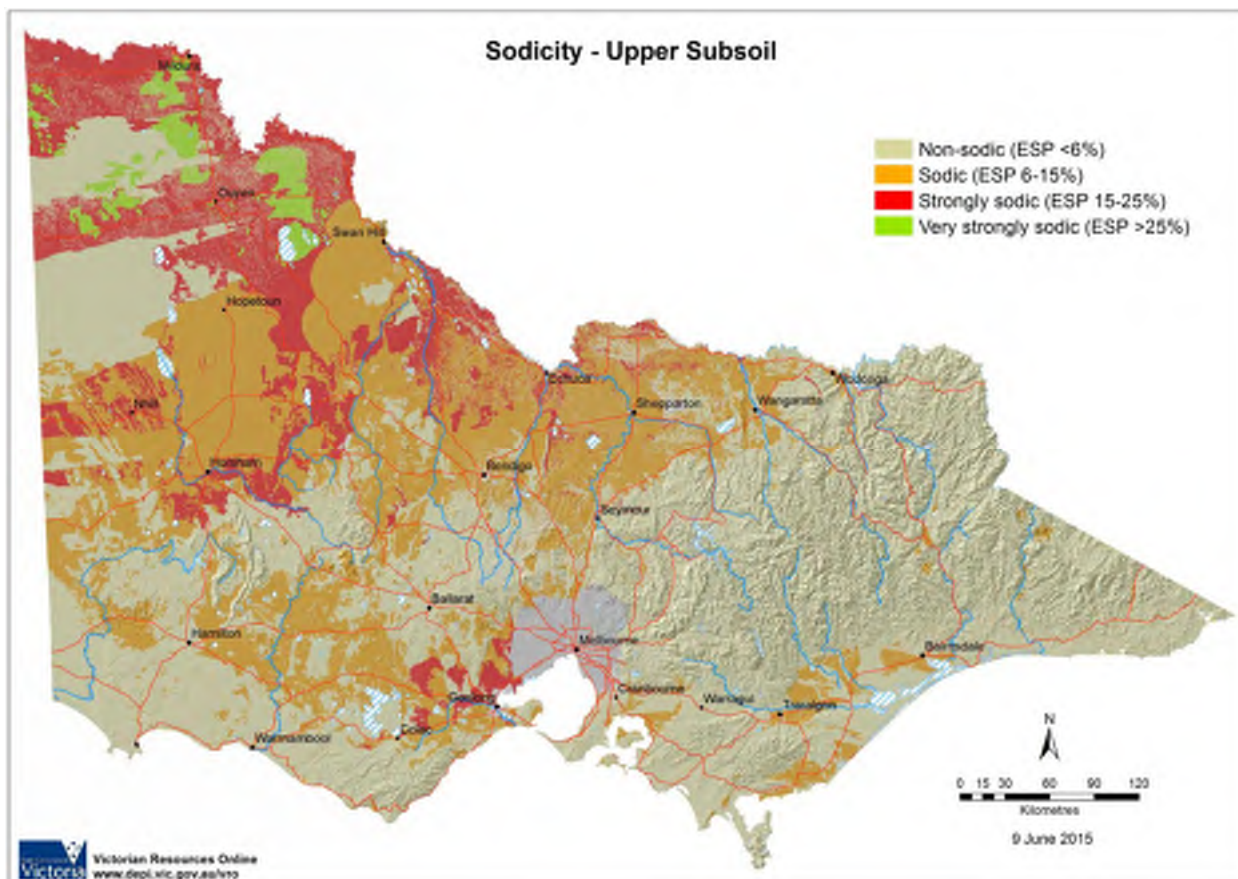 Sodicity - Upper Subsoil
Non-sodic (ESP <6%)
Sodic (ESP 6-15%)
Strongly sodic (ESP 15-25%)
Very strongly sodic (ESP >25%)
Mildura
Ouyen
Swan Hill
Hopetoun
Nhill
Echuca
Wodonga
Shepparton
Wangaratta
Horsham
Bendigo
Seymour
Ballarat
Hamilton
Melbourne
Bairnsdale
Geelong
Cranbourne
Warragul
Traralgon
Colac
Warrnambool
N
0 15 30 60 90 120
Kilometres
9 June 2015
Victoria
Victorian Resources Online
www.depi.vic.gov.au/vro